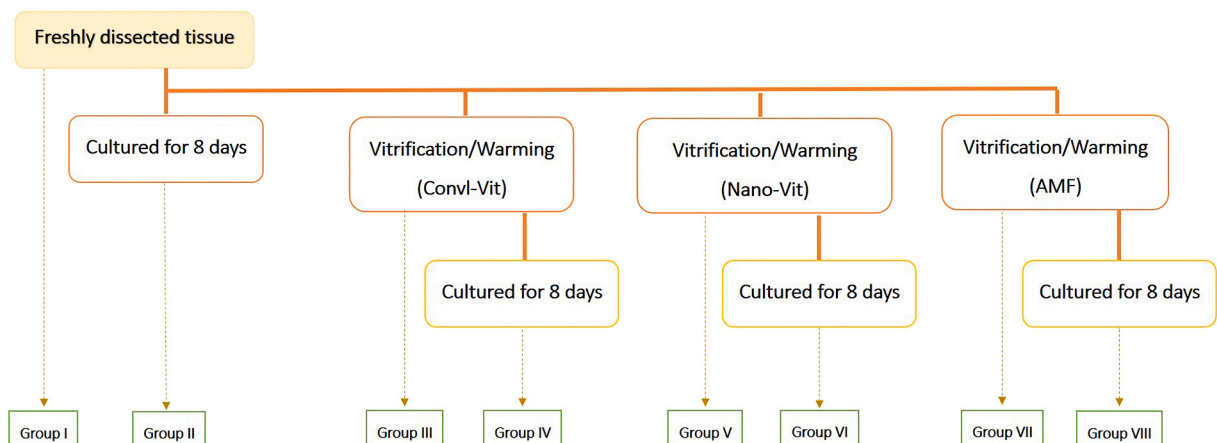 Freshly dissected tissue
Cultured for 8 days
Vitrification/Warming
(Convl-Vit)
Vitrification/Warming
(Nano-Vit)
Vitrification/Warming
(AMF)
Cultured for 8 days
Cultured for 8 days
Cultured for 8 days
Group I
Group II
Group III
Group IV
Group V
Group VI
Group VII
Group VIII